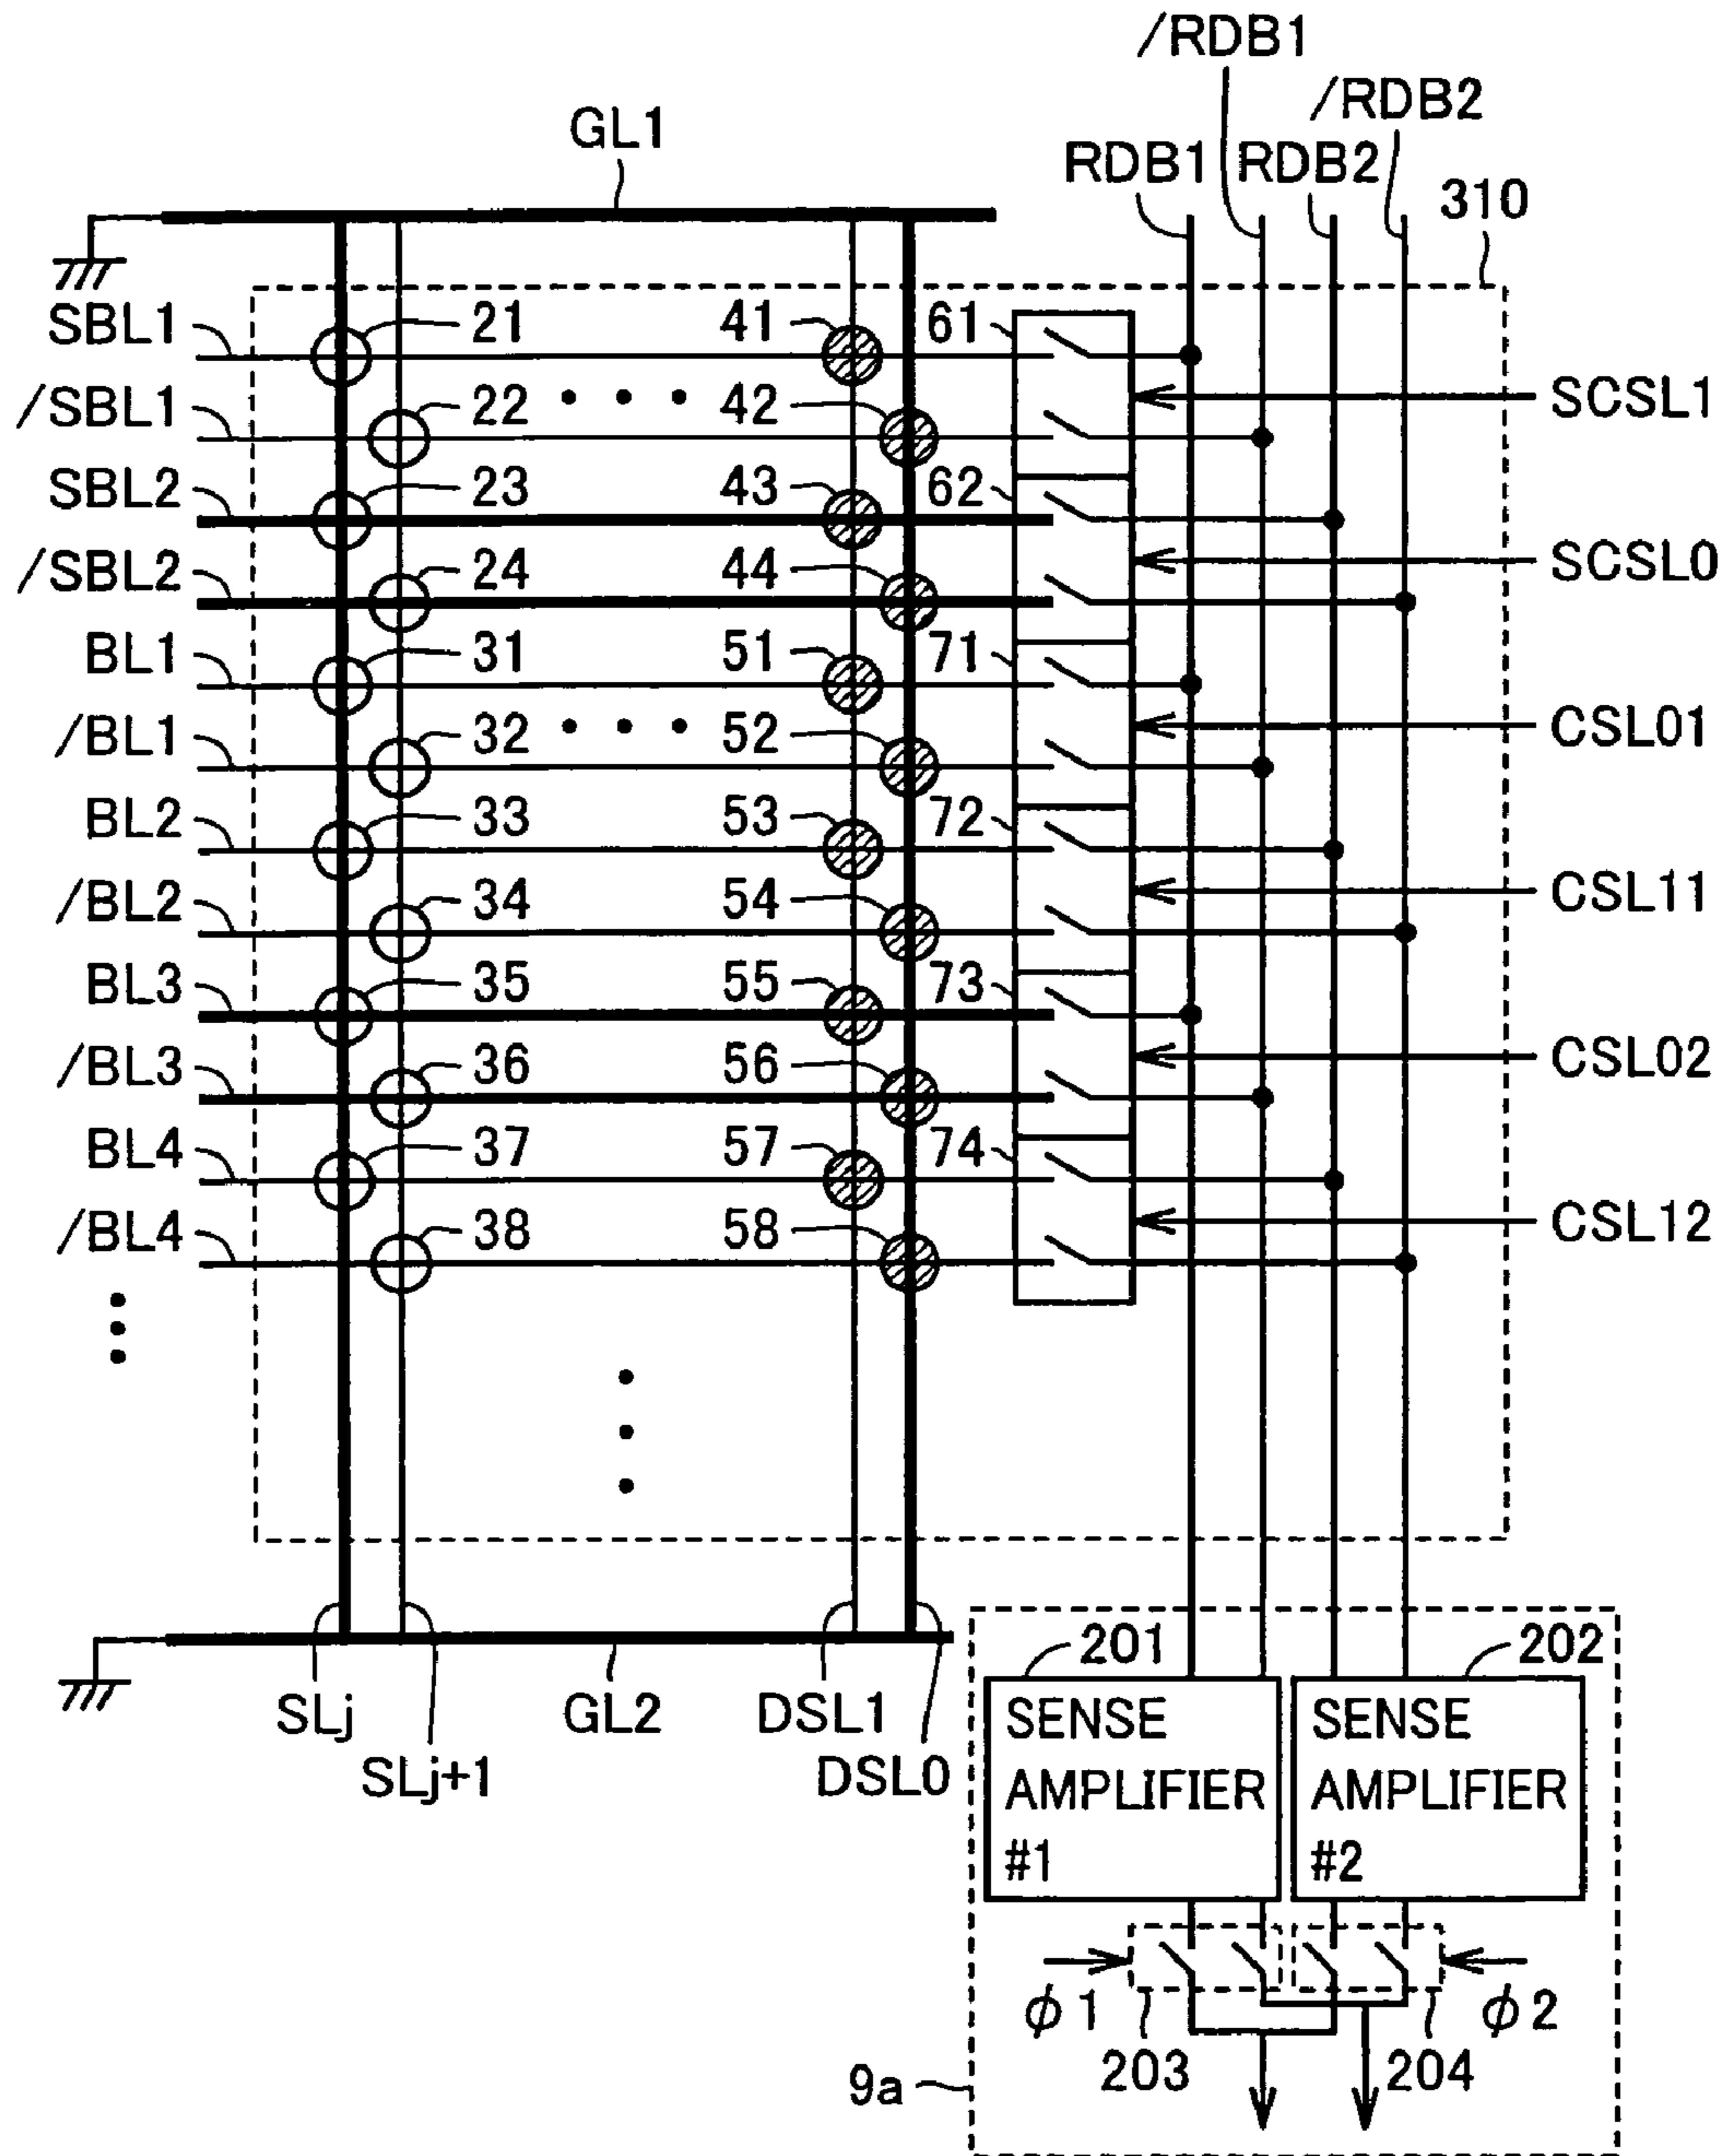 /RDB1
/RDB2
GL1
RDB1
RDB2
310
SBL1
21
41
61
/SBL1
22
42
SCSL1
SBL2
23
43
62
/SBL2
24
44
SCSL0
BL1
31
51
71
/BL1
32
52
CSL01
BL2
33
53
72
/BL2
34
54
CSL11
BL3
35
55
73
/BL3
36
56
CSL02
BL4
37
57
74
/BL4
38
58
CSL12
SLj
SLj+1
GL2
DSL1
DSL0
201
202
SENSE AMPLIFIER #1
SENSE AMPLIFIER #2
φ1
φ2
203
204
9a